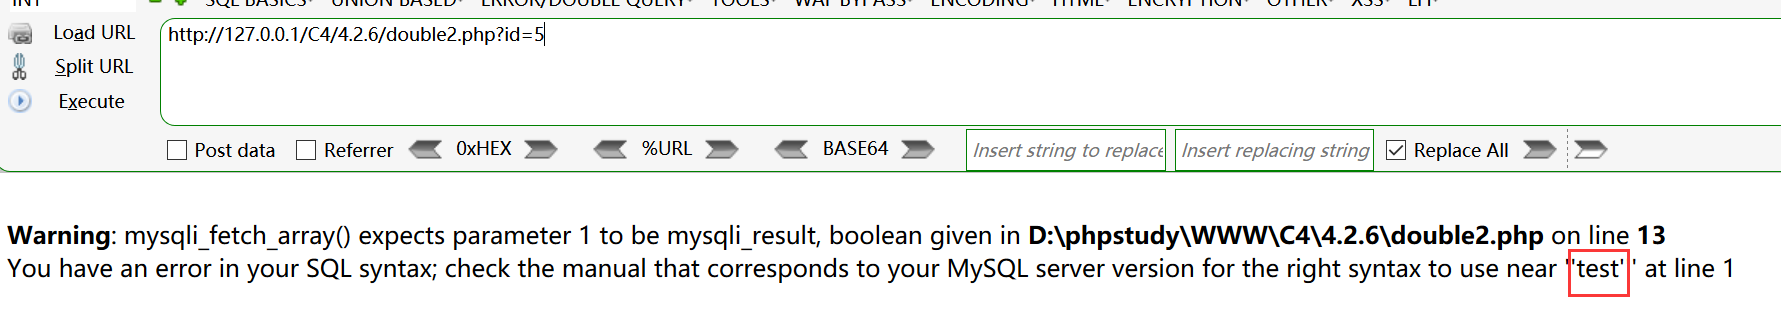 INT SQL BASICS UNION BASED ERROR/DOUBLE QUERY TOOLS WAF BYPASS ENCODING HTML ENCRYPTION OTHER XSS LFI
Load URL http://127.0.0.1/C4/4.2.6/double2.php?id=5
Split URL
Execute
Post data Referrer 0xHEX %URL BASE64 Insert string to replace Insert replacing string Replace All
Warning: mysqli_fetch_array() expects parameter 1 to be mysqli_result, boolean given in D:\phpstudy\WWW\C4\4.2.6\double2.php on line 13
You have an error in your SQL syntax; check the manual that corresponds to your MySQL server version for the right syntax to use near ''test' ' at line 1